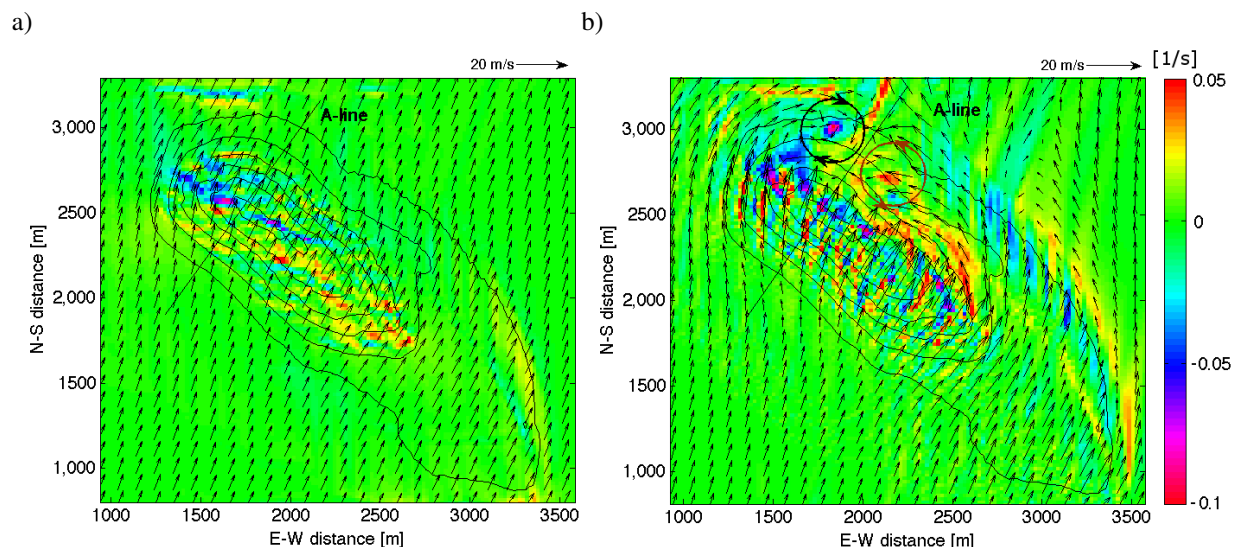 a)
b)
20 m/s
20 m/s
[1/s]
A-line
A-line
0.05
0
-0.05
-0.1
N-S distance [m]
3,000
2500
2,000
1500
1,000
1000
1500
2000
2500
3000
3500
E-W distance [m]
N-S distance [m]
3,000
2500
2,000
1500
1,000
1000
1500
2000
2500
3000
3500
E-W distance [m]